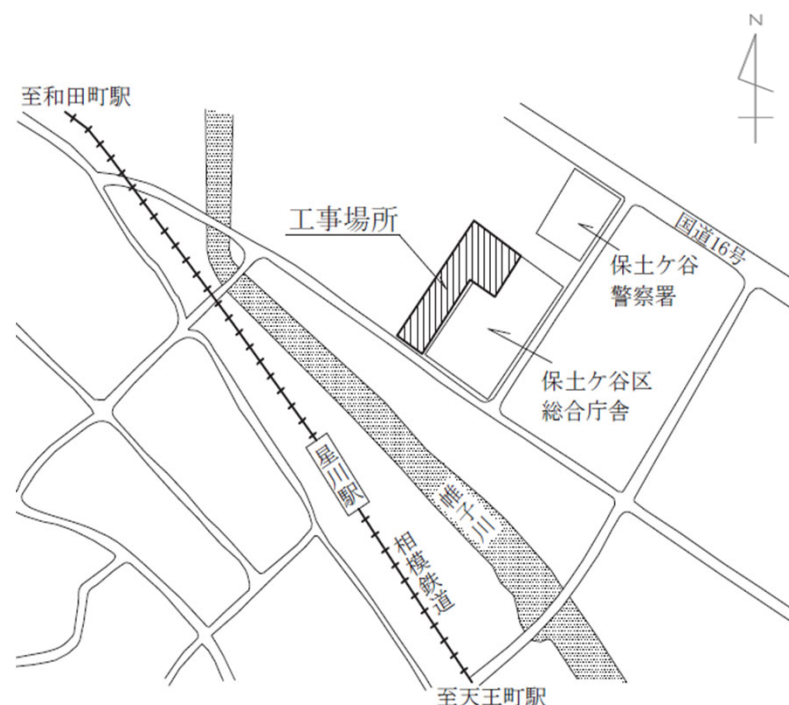 N
至和田町駅
工事場所
国道16号
保土ケ谷
警察署
保土ケ谷区
総合庁舎
星川駅
帷子川
相模鉄道
至天王町駅